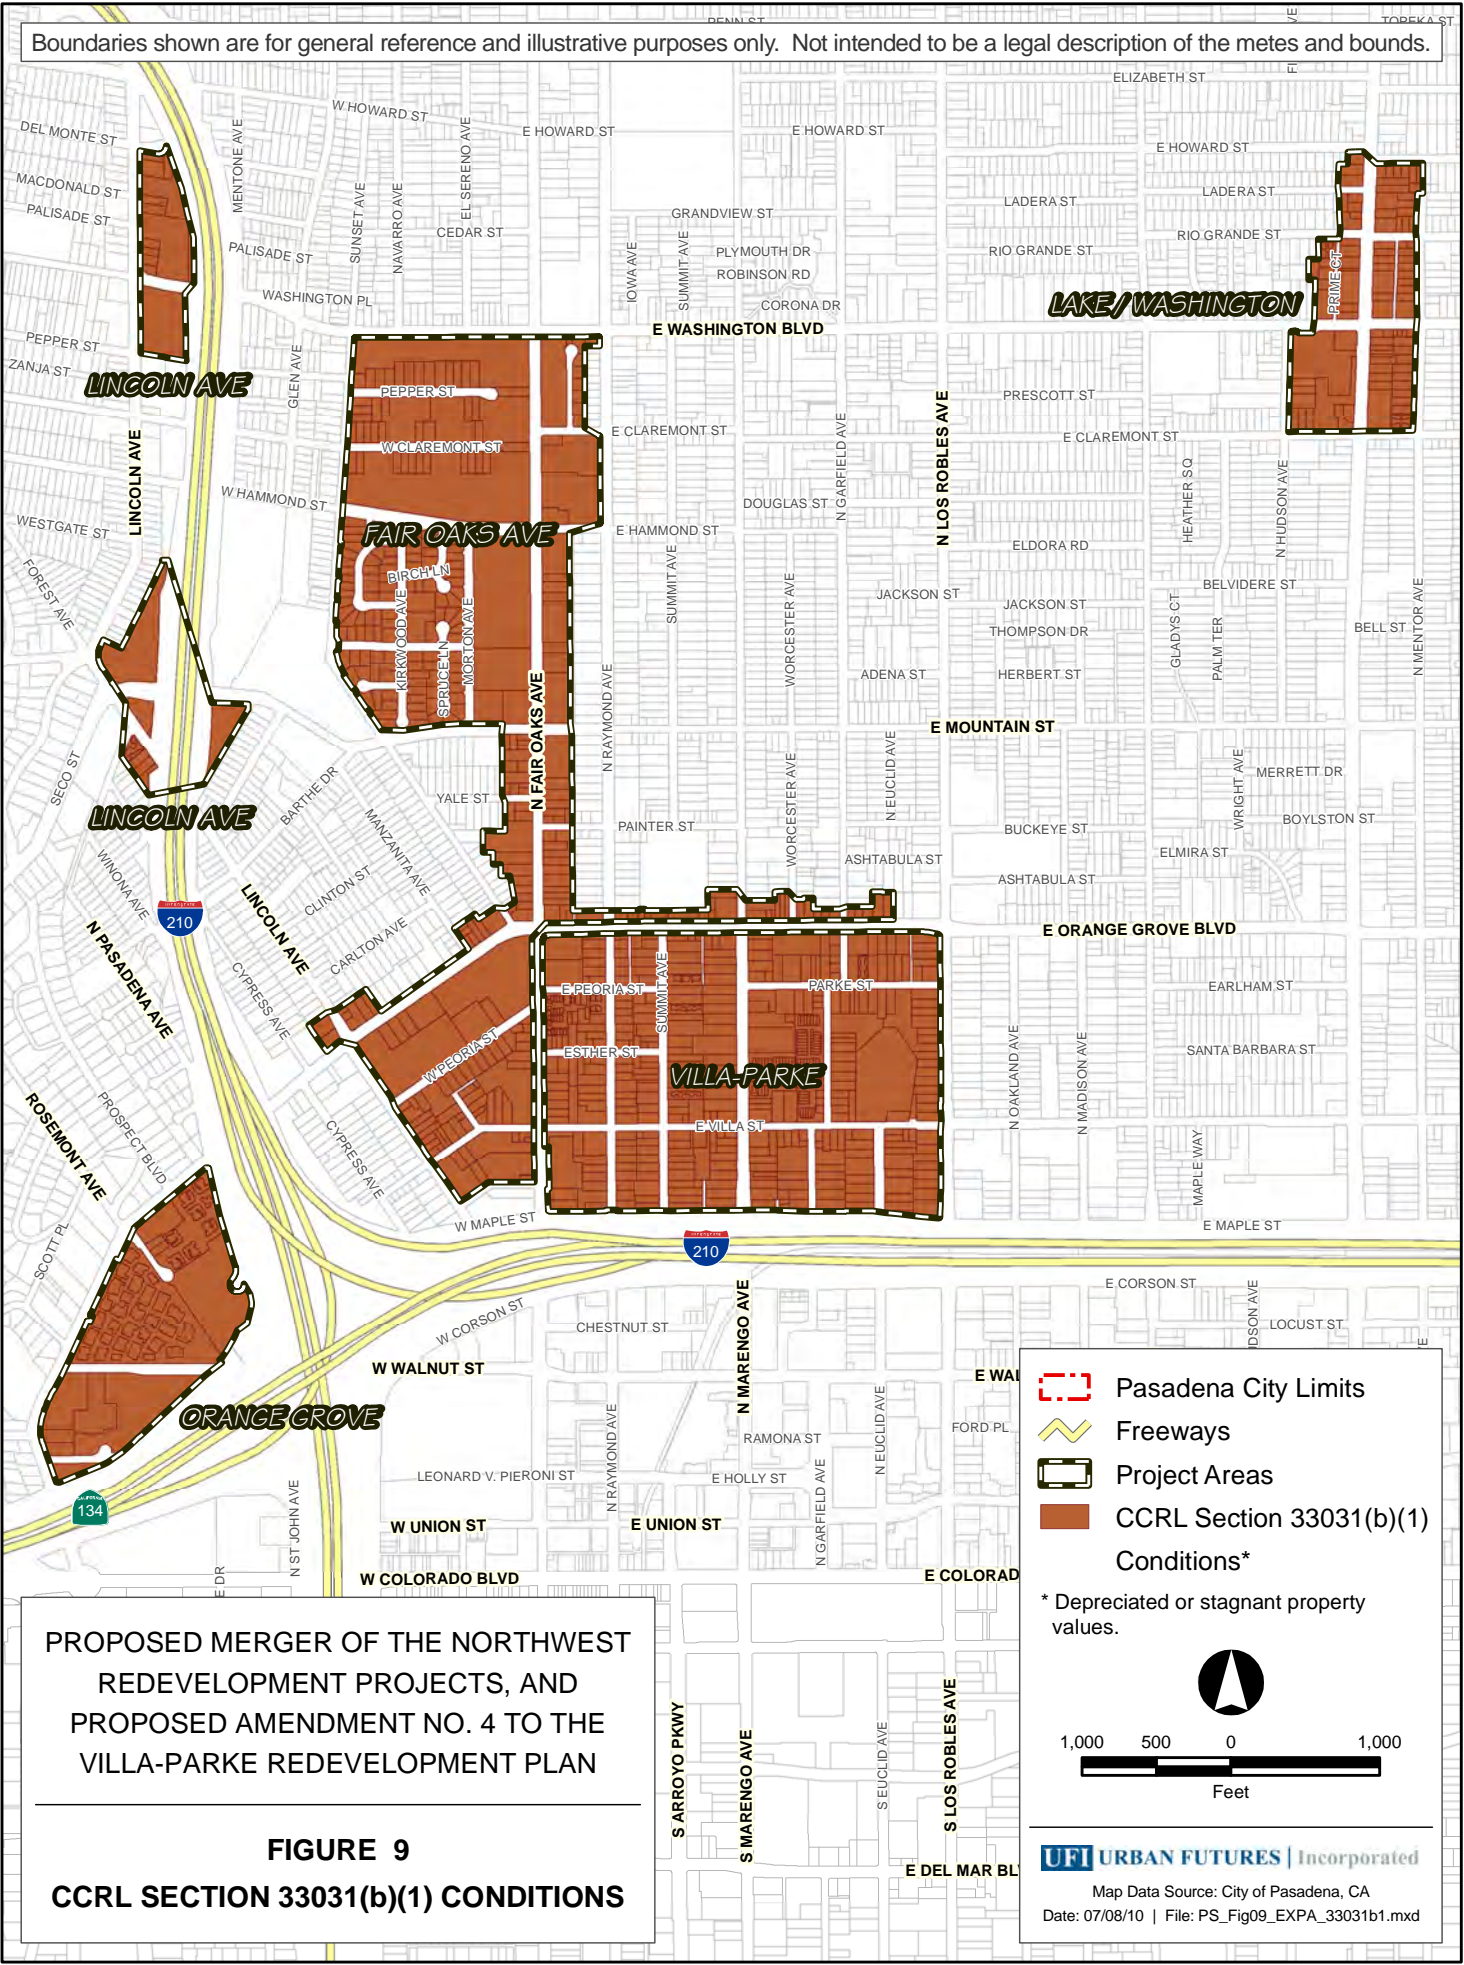 PENN ST
TOPEKA ST
Boundaries shown are for general reference and illustrative purposes only. Not intended to be a legal description of the metes and bounds.
ELIZABETH ST
W HOWARD ST
E HOWARD ST
E HOWARD ST
E HOWARD ST
DEL MONTE ST
MENTONE AVE
EL SERENO AVE
MACDONALD ST
PALISADE ST
SUNSET AVE
NAVARRO AVE
CEDAR ST
GRANDVIEW ST
LADERA ST
LADERA ST
PALISADE ST
IOWA AVE
SUMMIT AVE
PLYMOUTH DR
ROBINSON RD
RIO GRANDE ST
RIO GRANDE ST
WASHINGTON PL
CORONA DR
LAKE/WASHINGTON
PRIME CT
E WASHINGTON BLVD
PEPPER ST
ZANJA ST
LINCOLN AVE
GLEN AVE
PEPPER ST
PRESCOTT ST
LINCOLN AVE
W CLAREMONT ST
E CLAREMONT ST
N GARFIELD AVE
N LOS ROBLES AVE
E CLAREMONT ST
W HAMMOND ST
DOUGLAS ST
HEATHER SQ
N HUDSON AVE
WESTGATE ST
FAIR OAKS AVE
E HAMMOND ST
ELDORA RD
FOREST AVE
BIRCH LN
KIRKWOOD AVE
SPRUCE LN
MORTON AVE
SUMMIT AVE
WORCESTER AVE
JACKSON ST
JACKSON ST
THOMPSON DR
BELVIDERE ST
GLADYS CT
PALM TER
BELL ST
N MENTOR AVE
ADENA ST
HERBERT ST
N FAIR OAKS AVE
N RAYMOND AVE
E MOUNTAIN ST
SECO ST
BARTHE DR
YALE ST
WORCESTER AVE
N EUCLID AVE
WRIGHT AVE
MERRETT DR
LINCOLN AVE
MANZANITA AVE
PAINTER ST
BUCKEYE ST
BOYLSTON ST
WINONA AVE
CLINTON ST
ASHTABULA ST
ELMIRA ST
ASHTABULA ST
210
LINCOLN AVE
N PASADENA AVE
CARLTON AVE
E ORANGE GROVE BLVD
CYPRESS AVE
SUMMIT AVE
E PEORIA ST
PARKE ST
EARLHAM ST
W PEORIA ST
ESTHER ST
VILLA-PARKE
N OAKLAND AVE
N MADISON AVE
SANTA BARBARA ST
ROSEMONT AVE
PROSPECT BLVD
CYPRESS AVE
E VILLA ST
MAPLE WAY
SCOTT PL
W MAPLE ST
E MAPLE ST
210
E CORSON ST
W CORSON ST
CHESTNUT ST
N MARENGO AVE
LOCUST ST
W WALNUT ST
E WAL
ORANGE GROVE
N RAYMOND AVE
RAMONA ST
N EUCLID AVE
FORD PL
LEONARD V. PIERONI ST
E HOLLY ST
N GARFIELD AVE
CALIFORNIA
134
N ST JOHN AVE
W UNION ST
E UNION ST
E DR
W COLORADO BLVD
E COLORAD
S ARROYO PKWY
S MARENGO AVE
S EUCLID AVE
S LOS ROBLES AVE
E DEL MAR BLV
Pasadena City Limits
Freeways
Project Areas
CCRL Section 33031(b)(1)
Conditions*
* Depreciated or stagnant property
values.
1,000 500 0 1,000
Feet
UFI URBAN FUTURES | Incorporated
Map Data Source: City of Pasadena, CA
Date: 07/08/10 | File: PS_Fig09_EXPA_33031b1.mxd
PROPOSED MERGER OF THE NORTHWEST
REDEVELOPMENT PROJECTS, AND
PROPOSED AMENDMENT NO. 4 TO THE
VILLA-PARKE REDEVELOPMENT PLAN
FIGURE 9
CCRL SECTION 33031(b)(1) CONDITIONS